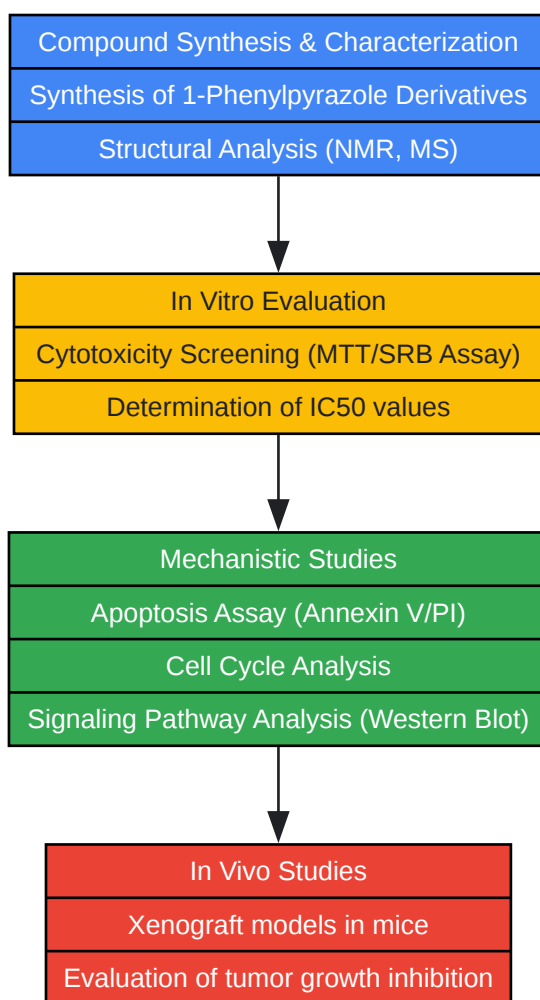 Compound Synthesis & Characterization
Synthesis of 1-Phenylpyrazole Derivatives
Structural Analysis (NMR, MS)
In Vitro Evaluation
Cytotoxicity Screening (MTT/SRB Assay)
Determination of IC50 values
Mechanistic Studies
Apoptosis Assay (Annexin V/PI)
Cell Cycle Analysis
Signaling Pathway Analysis (Western Blot)
In Vivo Studies
Xenograft models in mice
Evaluation of tumor growth inhibition